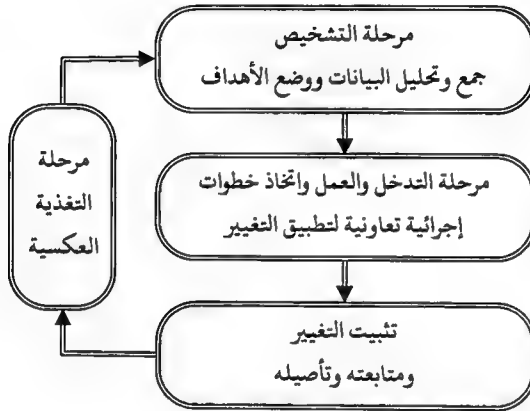 مرحلة التشخيص
جمع وتحليل البيانات ووضع الأهداف
مرحلة التدخل والعمل واتخاذ خطوات
إجرائية تعاونية لتطبيق التغيير
تثبيت التغيير
ومتابعته وتأصيله
مرحلة
التغذية
العكسية